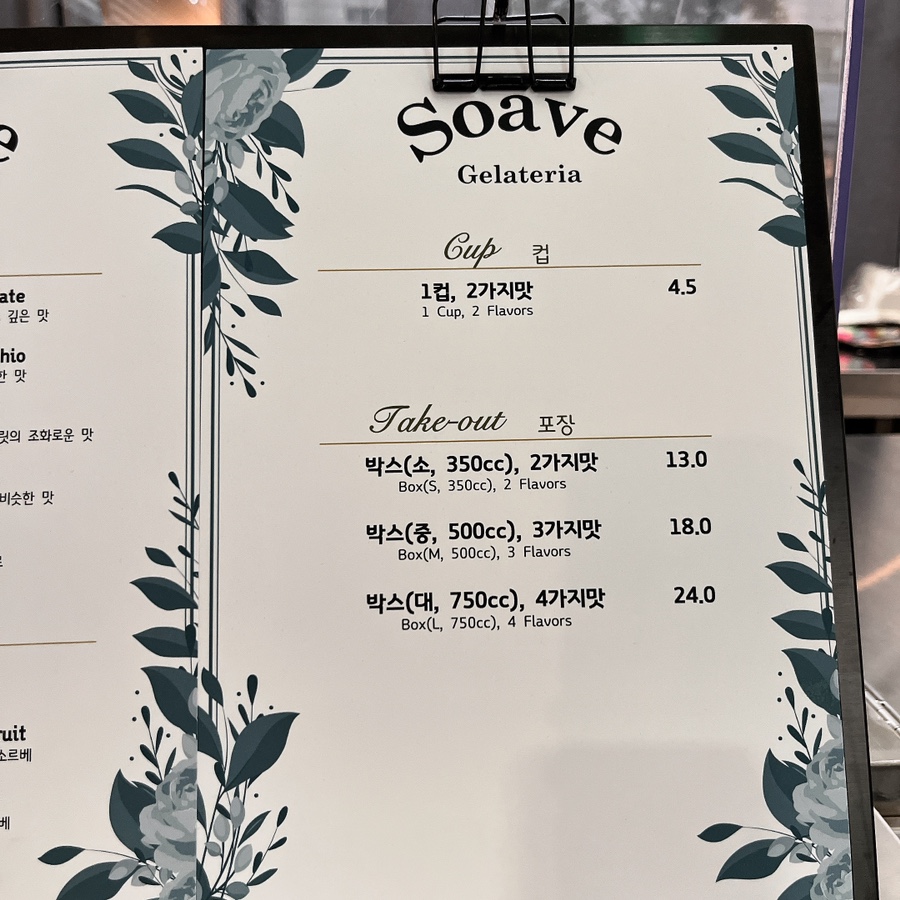 e
ate
깊은 맛
hio
한 맛
릿의 조화로운 맛
비슷한 맛
ruit
소르베
베
Soave
Gelateria
Cup 컵
1컵, 2가지맛 4.5
1 Cup, 2 Flavors
Take-out 포장
박스(소, 350cc), 2가지맛 13.0
Box(S, 350cc), 2 Flavors
박스(중, 500cc), 3가지맛 18.0
Box(M, 500cc), 3 Flavors
박스(대, 750cc), 4가지맛 24.0
Box(L, 750cc), 4 Flavors